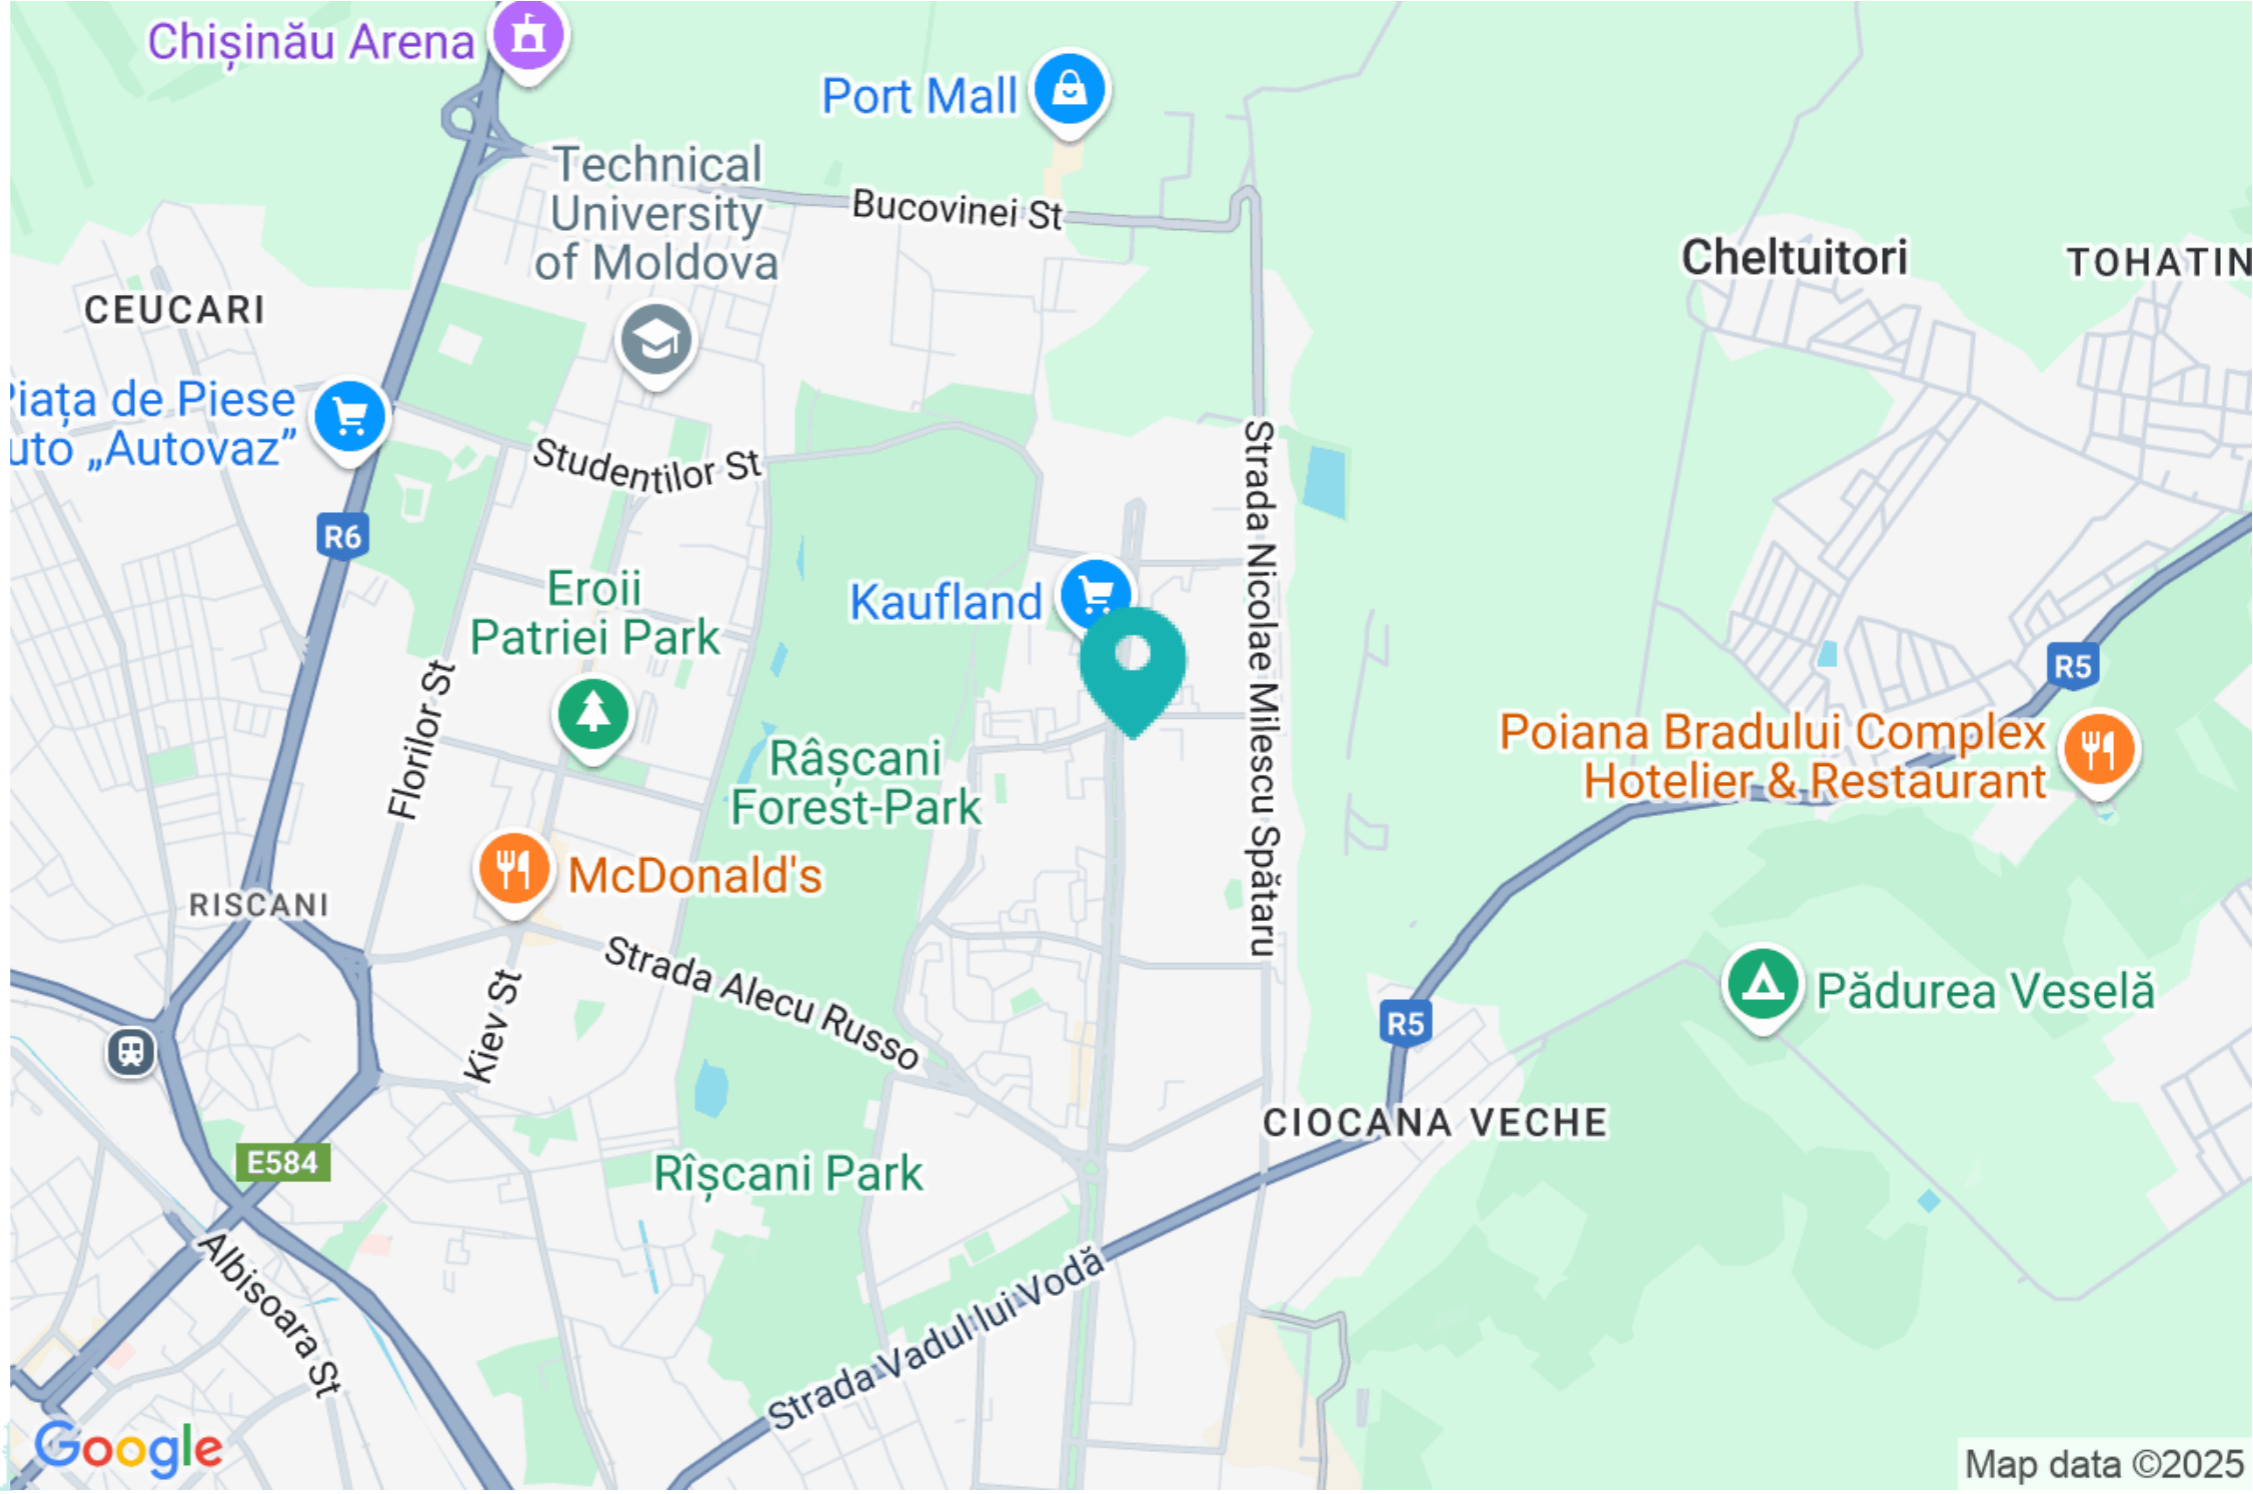 Chișinău Arena
Port Mall
Technical
University
of Moldova
Bucovinei St
Cheltuitori
TOHATIN
CEUCARI
Piața de Piese
uto „Autovaz”
Studentilor St
Strada Nicolae Milescu Spătaru
R6
Eroii
Patriei Park
Kaufland
R5
Florilor St
Poiana Bradului Complex
Hotelier & Restaurant
Râșcani
Forest-Park
McDonald's
RISCANI
Strada Alecu Russo
Kiev St
Pădurea Veselă
R5
CIOCANA VECHE
E584
Rîșcani Park
Albisoara St
Strada Vadul lui Vodă
Google
Map data ©2025